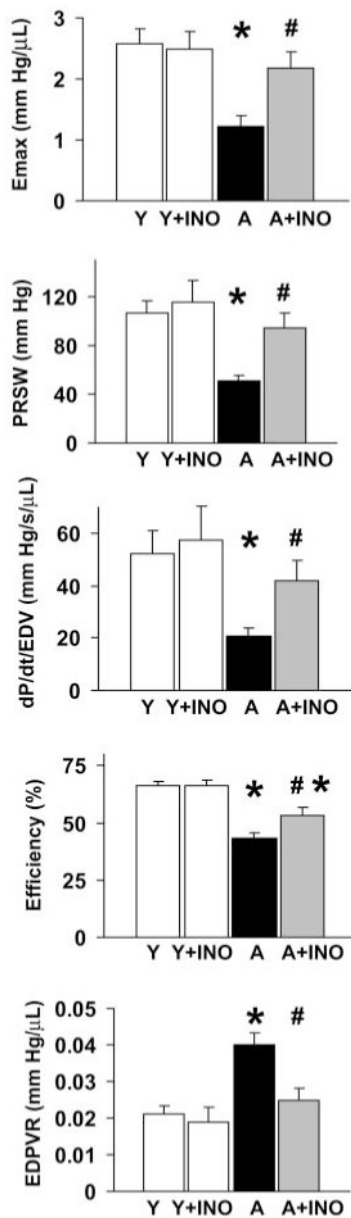 3
2
1
0
Emax (mm Hg/μL)
* #
Y Y+INO A A+INO
120
80
40
0
PRSW (mm Hg)
* #
Y Y+INO A A+INO
60
40
20
0
dP/dt/EDV (mm Hg/s/μL)
* #
Y Y+INO A A+INO
75
50
25
0
Efficiency (%)
* # *
Y Y+INO A A+INO
0.05
0.04
0.03
0.02
0.01
0
EDPVR (mm Hg/μL)
* #
Y Y+INO A A+INO